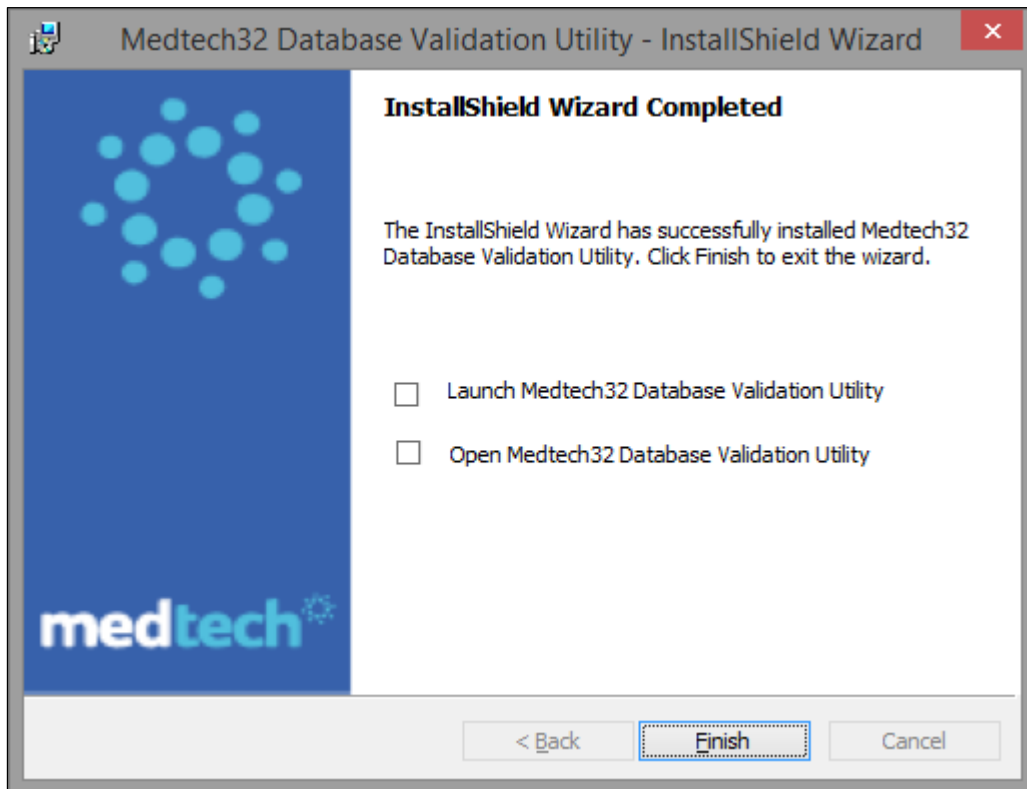 Medtech32 Database Validation Utility - InstallShield Wizard
InstallShield Wizard Completed
The InstallShield Wizard has successfully installed Medtech32
Database Validation Utility. Click Finish to exit the wizard.
Launch Medtech32 Database Validation Utility
Open Medtech32 Database Validation Utility
medtech
< Back
Finish
Cancel